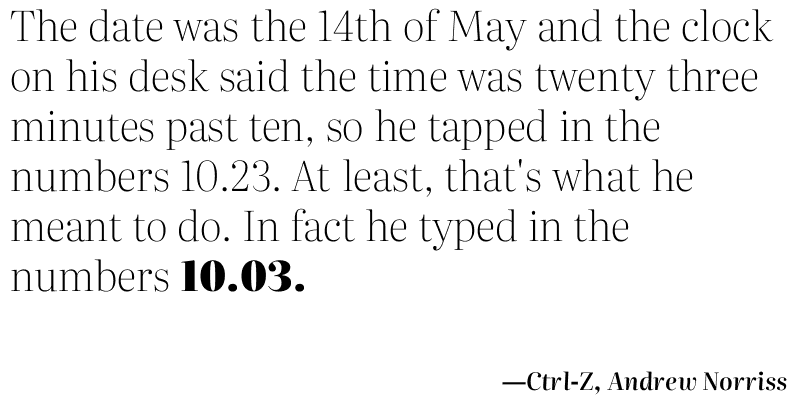 The date was the 14th of May and the clock
on his desk said the time was twenty three
minutes past ten, so he tapped in the
numbers 10.23. At least, that's what he
meant to do. In fact he typed in the
numbers 10.03.
—Ctrl-Z, Andrew Norriss